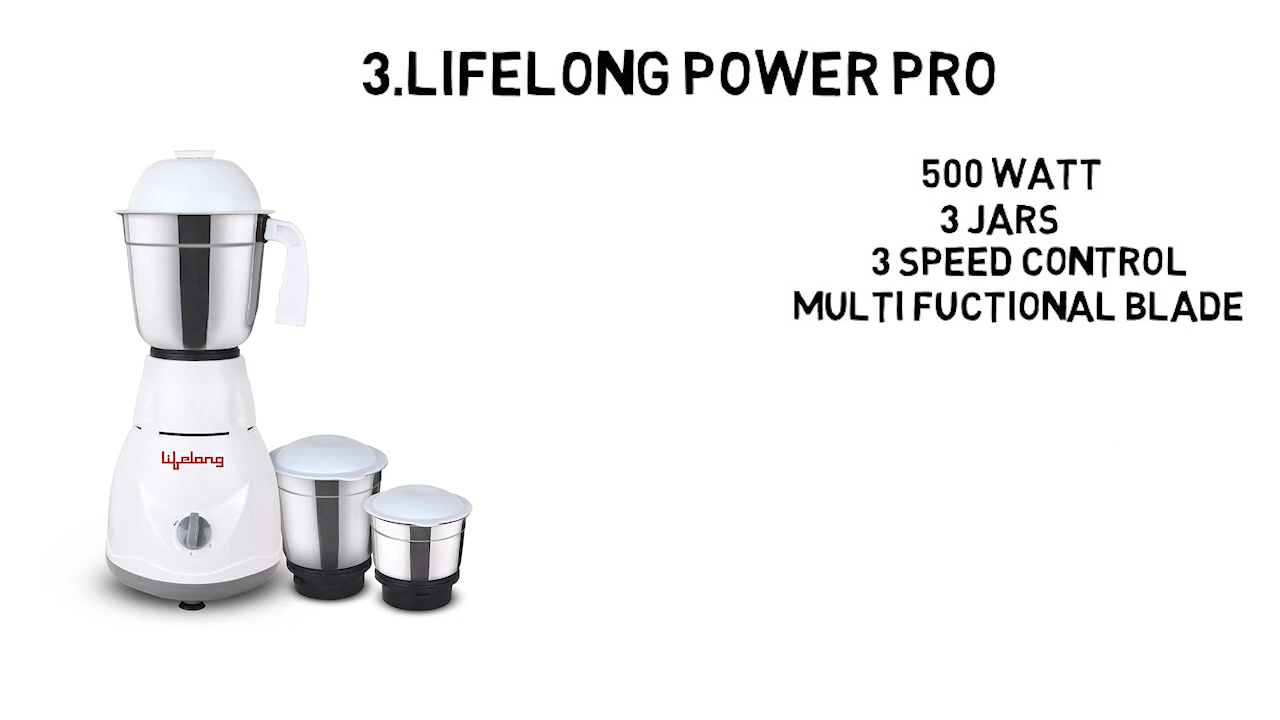 3.LIFELONG POWER PRO
500 WATT
3 JARS
3 SPEED CONTROL
MULTI FUCTIONAL BLADE
lifelong